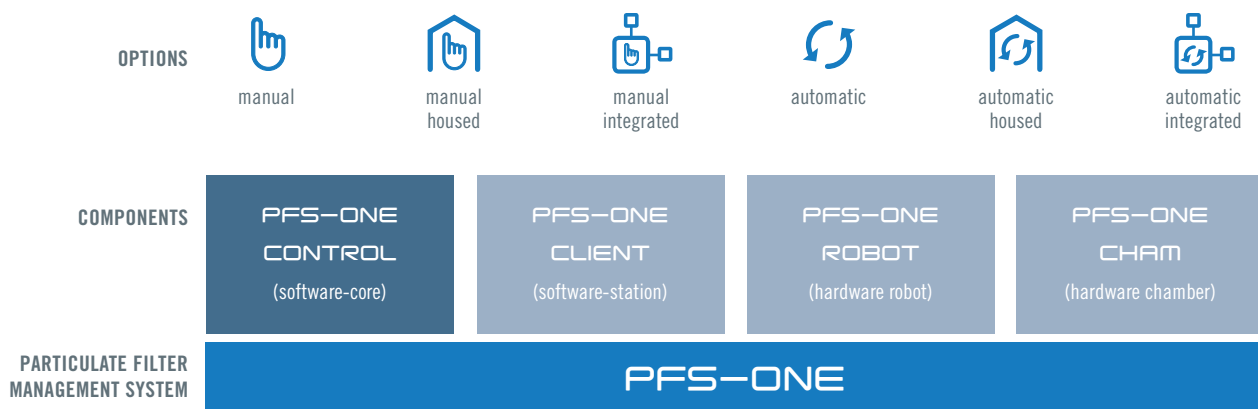 OPTIONS
manual
manual
housed
manual
integrated
automatic
automatic
housed
automatic
integrated
COMPONENTS
PFS-ONE
CONTROL
(software-core)
PFS-ONE
CLIENT
(software-station)
PFS-ONE
ROBOT
(hardware robot)
PFS-ONE
CHAM
(hardware chamber)
PARTICULATE FILTER
MANAGEMENT SYSTEM
PFS-ONE